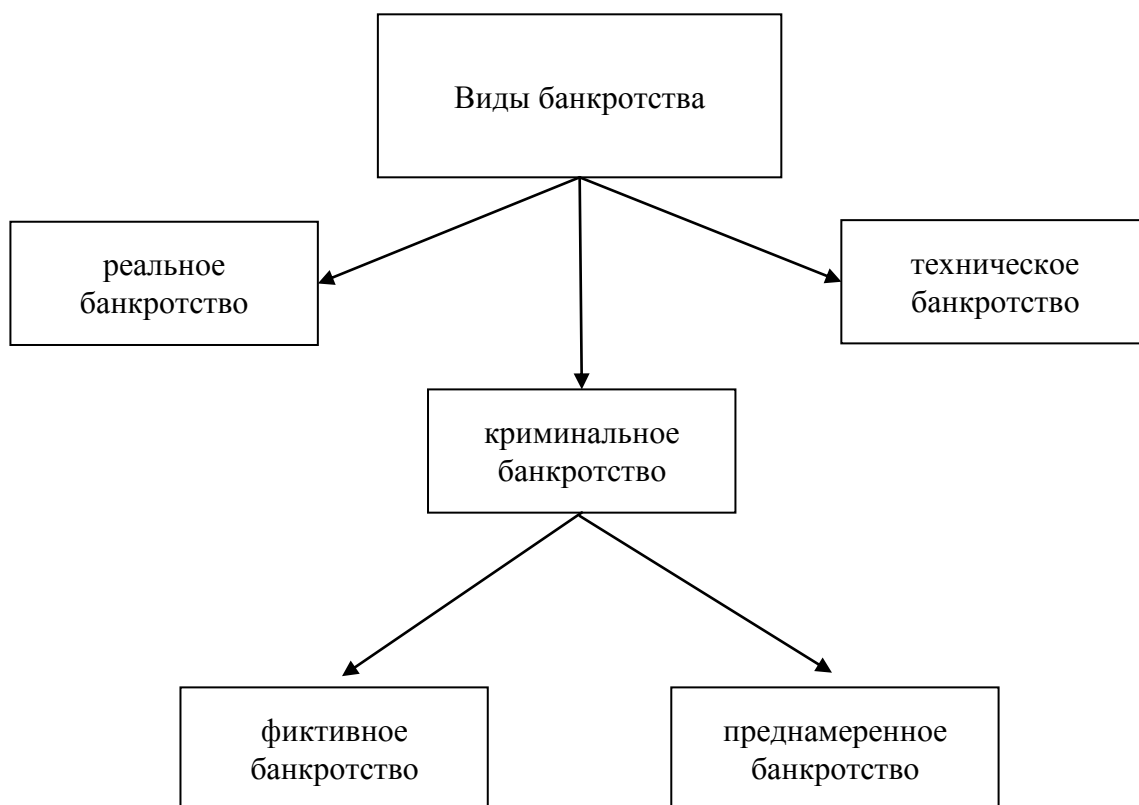 Виды банкротства
реальное
банкротство
техническое
банкротство
криминальное
банкротство
фиктивное
банкротство
преднамеренное
банкротство